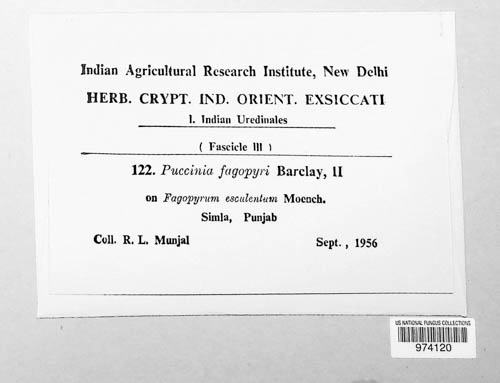 Indian Agricultural Research Institute, New Delhi
HERB. CRYPT. IND. ORIENT. EXSICCATI
1. Indian Uredinales
( Fascicle III )
122. Puccinia fagopyri Barclay, II
on Fagopyrum esculentum Moench.
Simla, Punjab
Coll. R. L. Munjal Sept. , 1956
US NATIONAL FUNGUS COLLECTIONS
974120